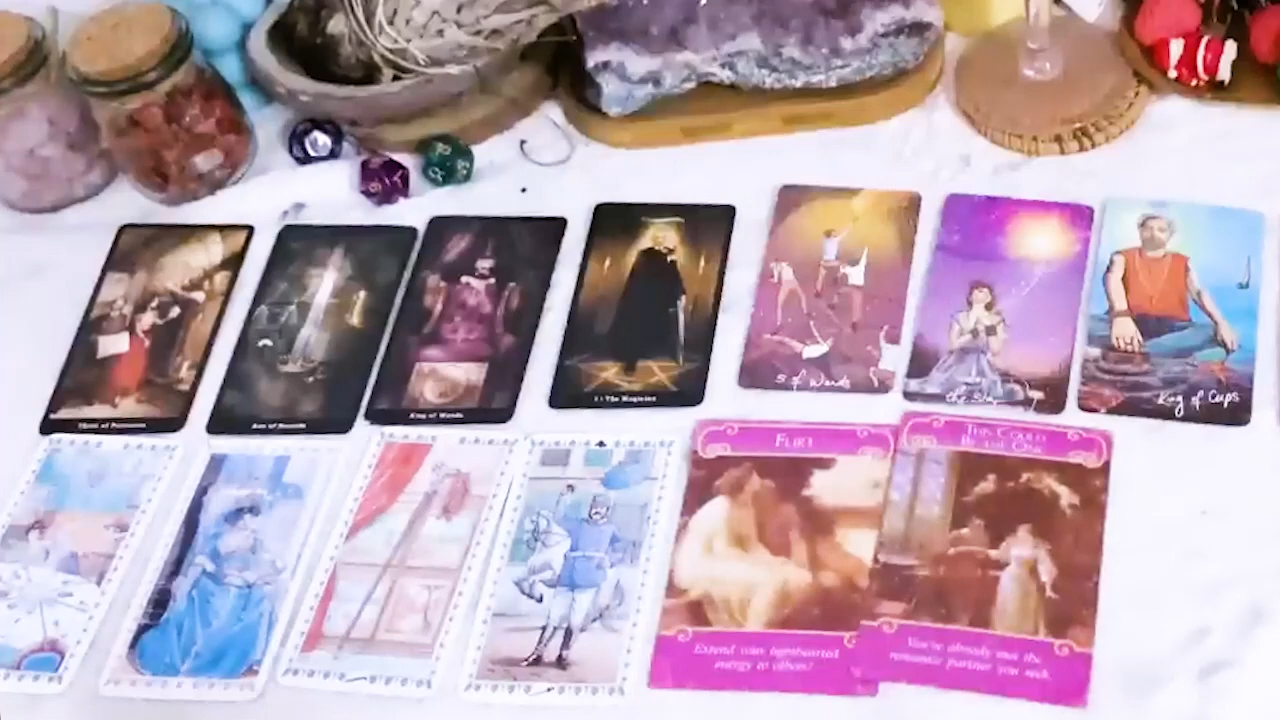 Three of Pentacles
Ace of Swords
King of Wands
I: The Magician
5 of Wands
the Star
King of Cups
FLIRT
Extend your lighthearted
energy to others!
THIS COULD
BE THE ONE
You've already met the
romantic partner you seek.